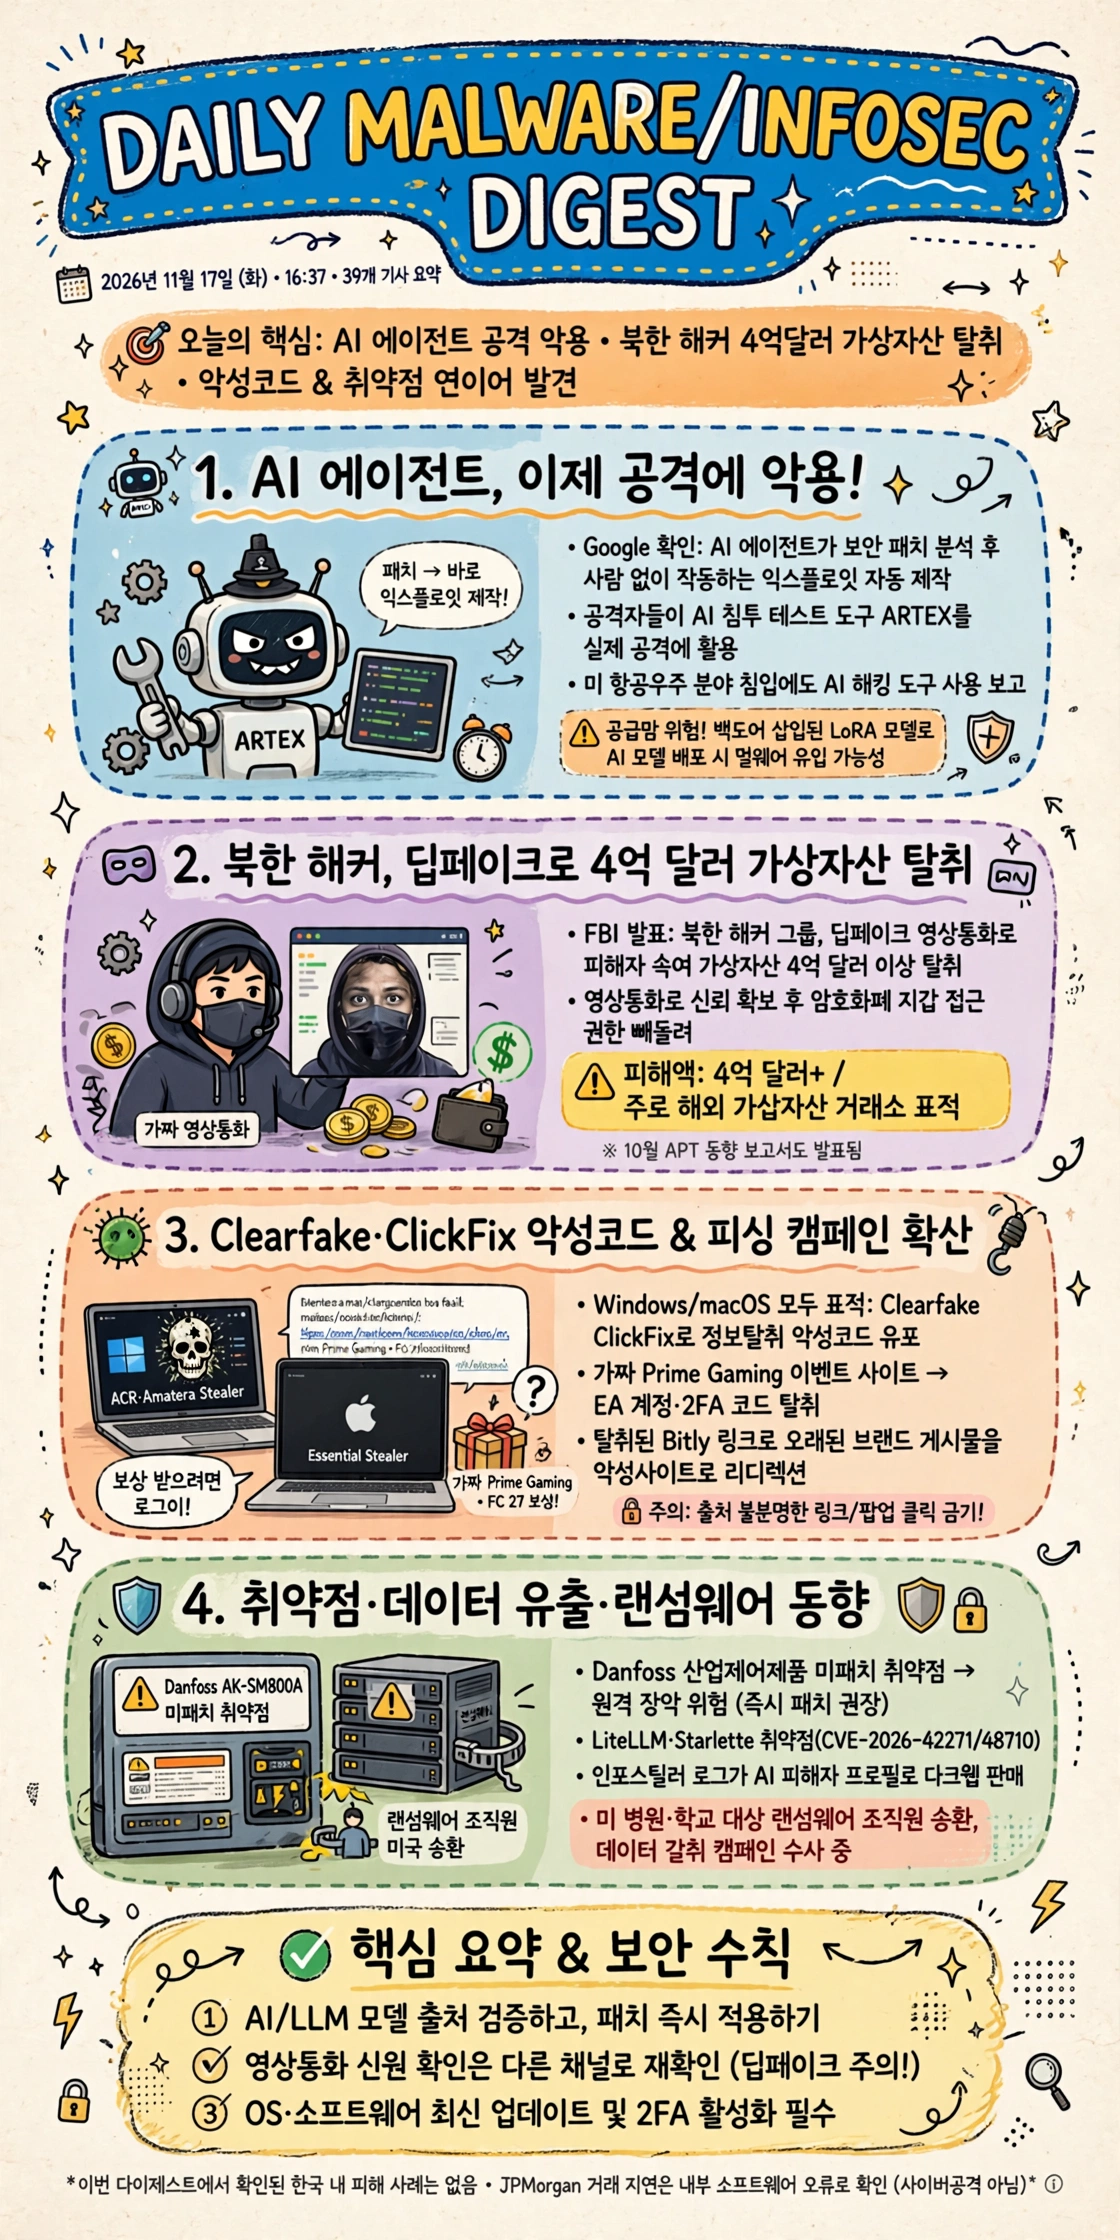 DAILY MALWARE/INFOSEC
DIGEST
2026년 11월 17일 (화) • 16:37 • 39개 기사 요약
오늘의 핵심: AI 에이전트 공격 악용 • 북한 해커 4억달러 가상자산 탈취
• 악성코드 & 취약점 연이어 발견
1. AI 에이전트, 이제 공격에 악용!
패치 → 바로
익스플로잇 제작!
ARTEX
• Google 확인: AI 에이전트가 보안 패치 분석 후
사람 없이 작동하는 익스플로잇 자동 제작
• 공격자들이 AI 침투 테스트 도구 ARTEX를
실제 공격에 활용
• 미 항공우주 분야 침입에도 AI 해킹 도구 사용 보고
공급망 위험! 백도어 삽입된 LoRA 모델로
AI 모델 배포 시 멀웨어 유입 가능성
2. 북한 해커, 딥페이크로 4억 달러 가상자산 탈취
가짜 영상통화
• FBI 발표: 북한 해커 그룹, 딥페이크 영상통화로
피해자 속여 가상자산 4억 달러 이상 탈취
• 영상통화로 신뢰 확보 후 암호화폐 지갑 접근
권한 빼돌려
피해액: 4억 달러+ /
주로 해외 가삽자산 거래소 표적
※ 10월 APT 동향 보고서도 발표됨
3. Clearfake·ClickFix 악성코드 & 피싱 캠페인 확산
ACR·Amatera Stealer
Essential Stealer
보상 받으려면
로그이!
가짜 Prime Gaming
• FC 27 보싱!
• Windows/macOS 모두 표적: Clearfake
ClickFix로 정보탈취 악성코드 유포
• 가짜 Prime Gaming 이벤트 사이트 →
EA 계정·2FA 코드 탈취
• 탈취된 Bitly 링크로 오래된 브랜드 게시물을
악성사이트로 리디렉션
주의: 출처 불분명한 링크/팝업 클릭 금기!
4. 취약점·데이터 유출·랜섬웨어 동향
Danfoss AK-SM800A
미패치 취약점
랜섬웨어 조직원
미국 송환
• Danfoss 산업제어제품 미패치 취약점 →
원격 장악 위험 (즉시 패치 권장)
• LiteLLM·Starlette 취약점(CVE-2026-42271/48710)
• 인포스틸러 로그가 AI 피해자 프로필로 다크웹 판매
• 미 병원·학교 대상 랜섬웨어 조직원 송환,
데이터 갈취 캠페인 수사 중
핵심 요약 & 보안 수칙
① AI/LLM 모델 출처 검증하고, 패치 즉시 적용하기
영상통화 신원 확인은 다른 채널로 재확인 (딥페이크 주의!)
③ OS·소프트웨어 최신 업데이트 및 2FA 활성화 필수
*이번 다이제스트에서 확인된 한국 내 피해 사례는 없음 • JPMorgan 거래 지연은 내부 소프트웨어 오류로 확인 (사이버공격 아님)*